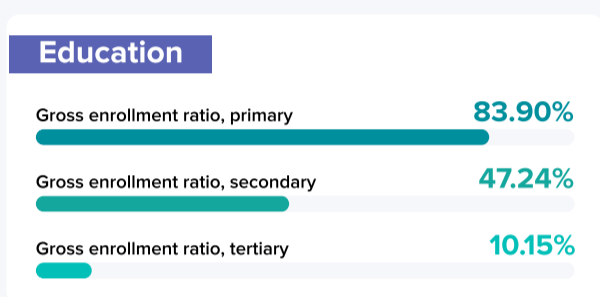 Education
Gross enrollment ratio, primary 83.90%
Gross enrollment ratio, secondary 47.24%
Gross enrollment ratio, tertiary 10.15%